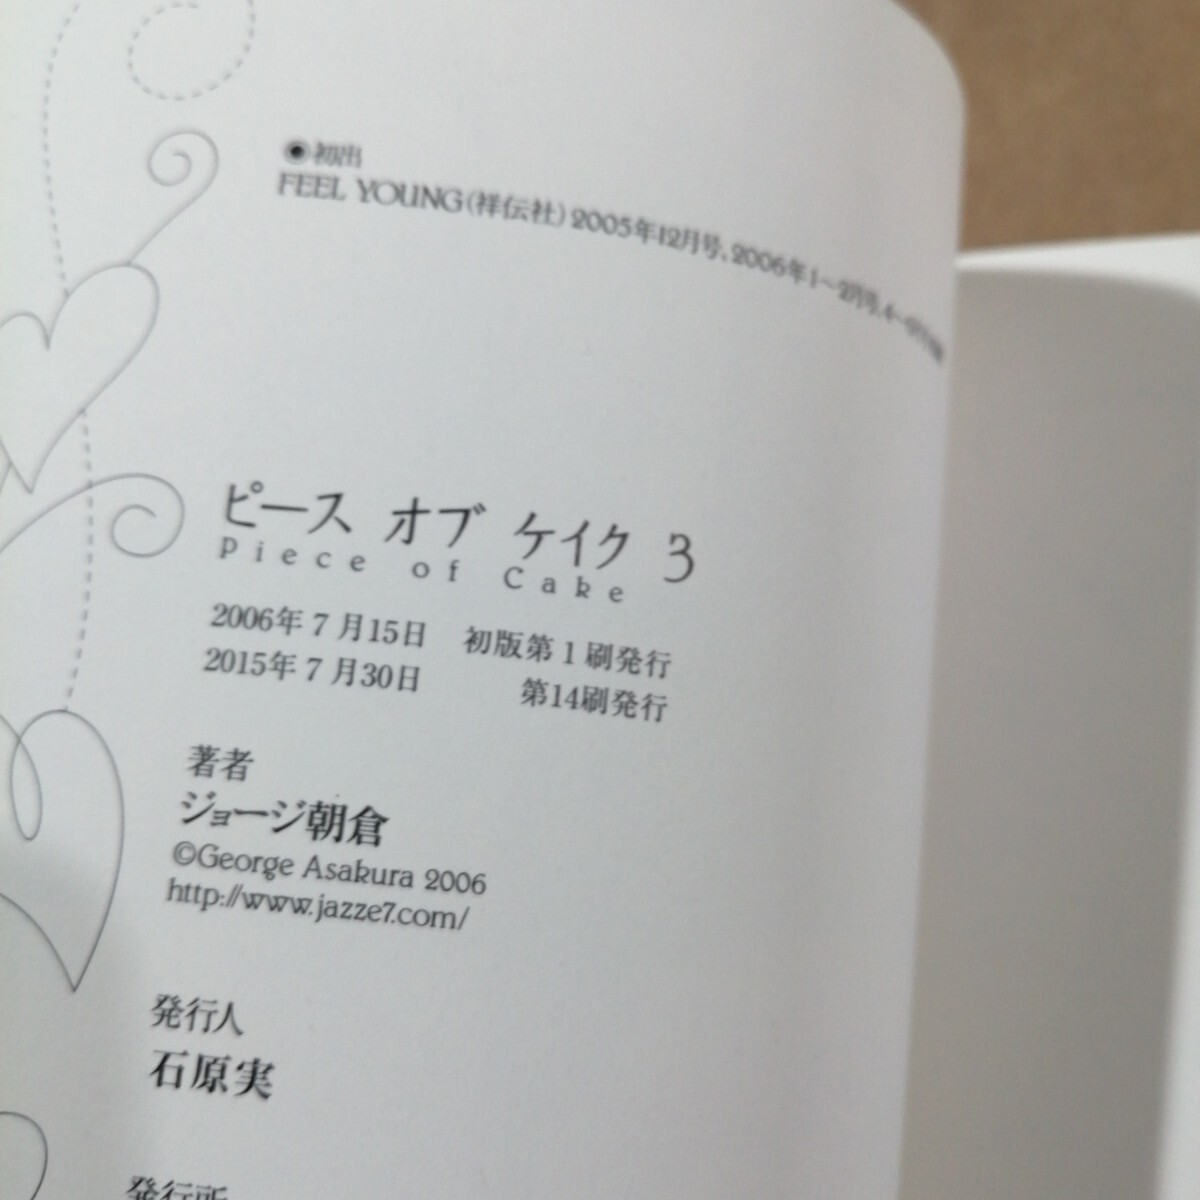 ●初出
FEEL YOUNG(祥伝社)2005年12月号、2006年1~2月号、4~
ピース オブ ケイク 3
Piece of Cake
2006年7月15日 初版第1刷発行
2015年7月30日 第14刷発行
著者
ジョージ朝倉
©George Asakura 2006
http://www.jazze7.com/
発行人
石原実
発行所